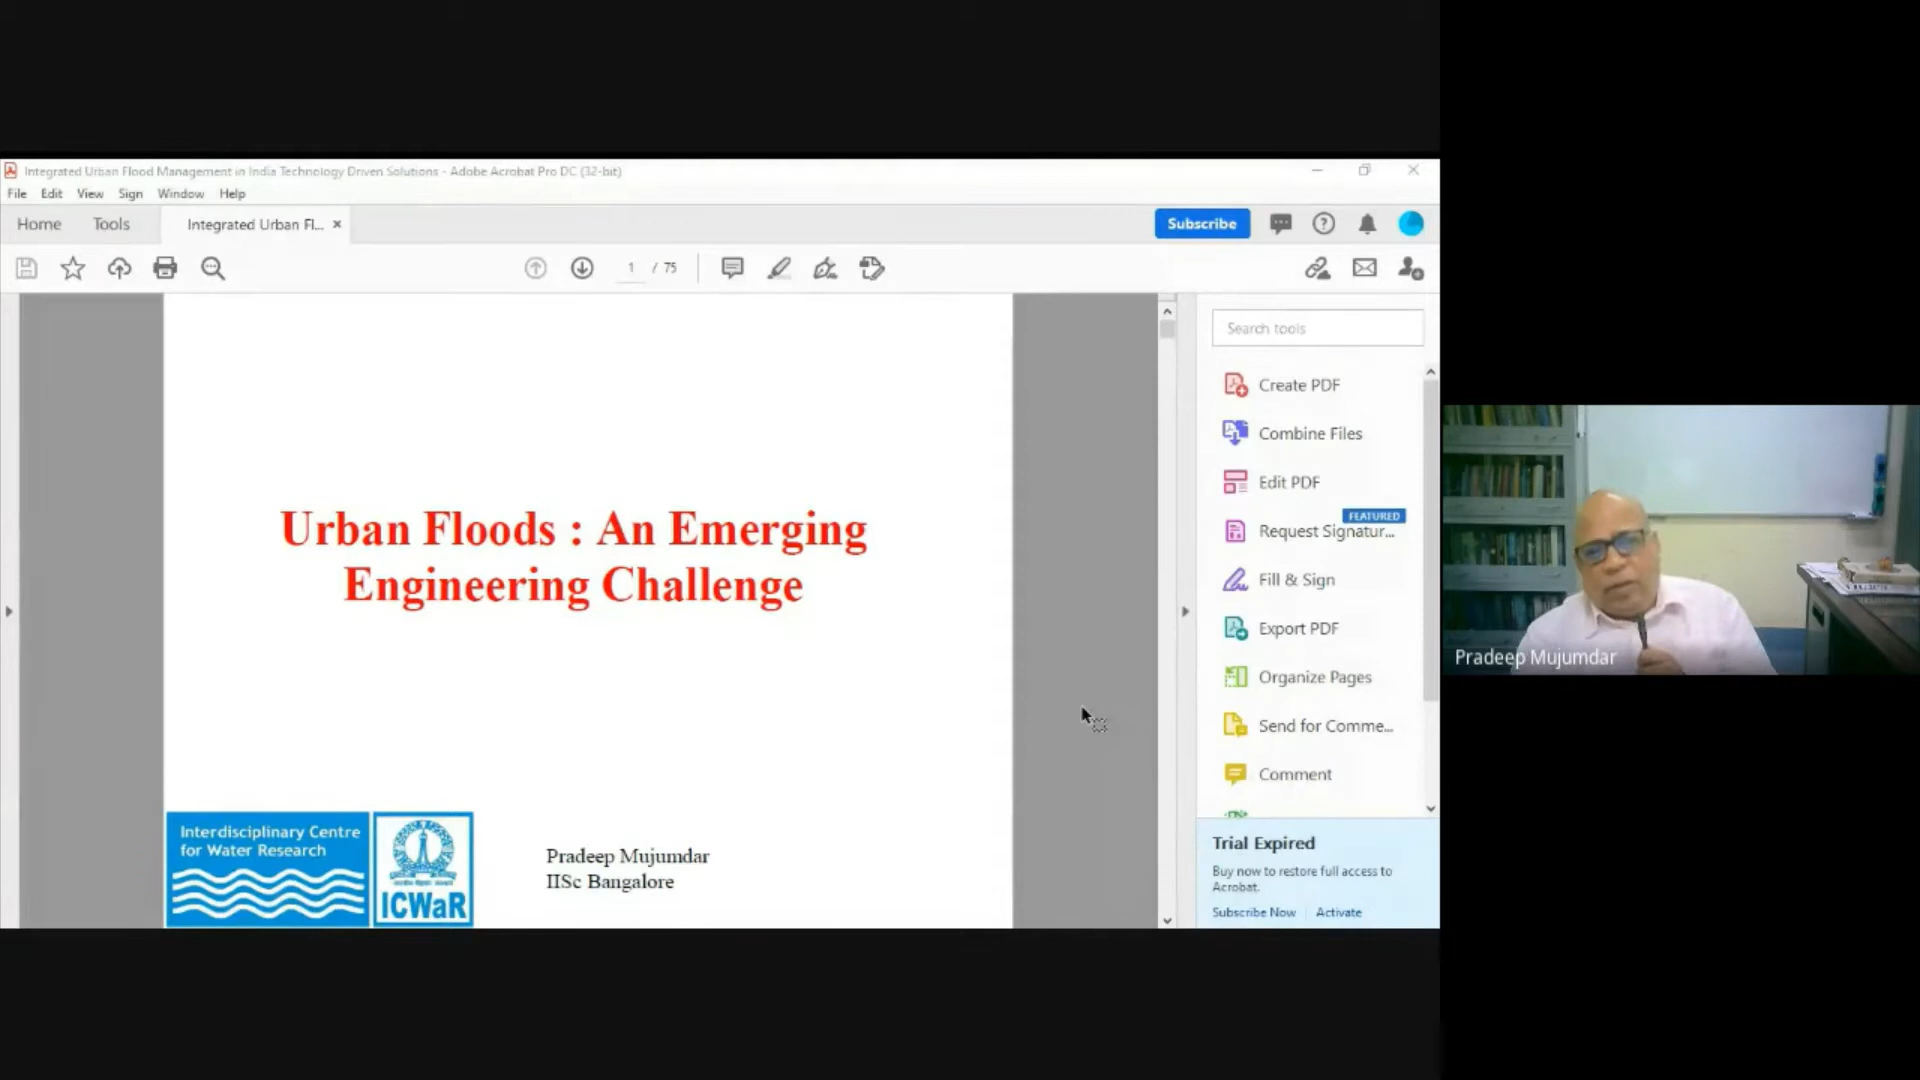 Integrated Urban Flood Management in India Technology Driven Solutions - Adobe Acrobat Pro DC (32-bit)
File Edit View Sign Window Help
Home Tools Integrated Urban Fl... ×
Subscribe
1 / 75
Search tools
Create PDF
Combine Files
Edit PDF
FEATURED
Request Signatur...
Fill & Sign
Export PDF
Organize Pages
Send for Comme...
Comment
Trial Expired
Buy now to restore full access to
Acrobat.
Subscribe Now Activate
Urban Floods : An Emerging
Engineering Challenge
Interdisciplinary Centre
for Water Research
ICWaR
Pradeep Mujumdar
IISc Bangalore
Pradeep Mujumdar